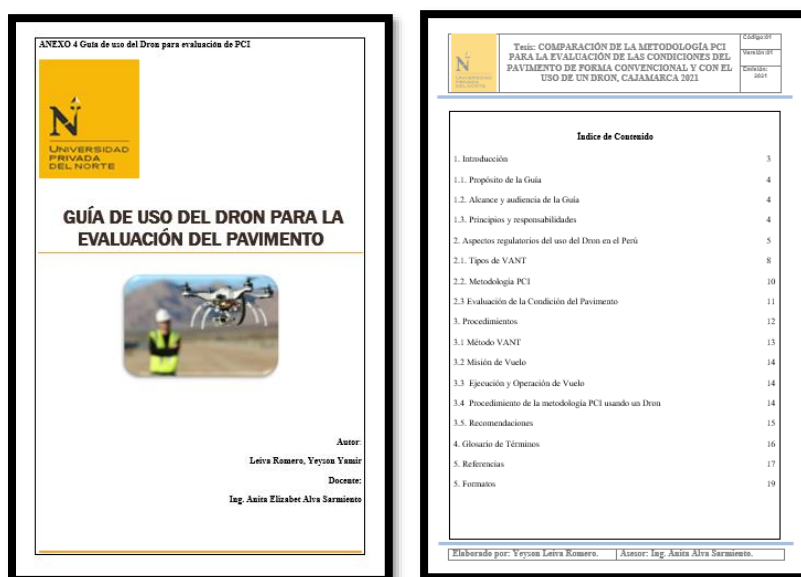 ANEXO 4 Guía de uso del Dron para evaluación de PCI
N
UNIVERSIDAD
PRIVADA
DEL NORTE
GUÍA DE USO DEL DRON PARA LA
EVALUACIÓN DEL PAVIMENTO
Autor:
Leiva Romero, Yeyson Yamir
Docente:
Ing. Anita Elizabet Alva Sarmiento
N
UNIVERSIDAD
PRIVADA
DEL NORTE
Tesis: COMPARACIÓN DE LA METODOLOGÍA PCI
PARA LA EVALUACIÓN DE LAS CONDICIONES DEL
PAVIMENTO DE FORMA CONVENCIONAL Y CON EL
USO DE UN DRON, CAJAMARCA 2021
Código:01
Versión:01
Emisión:
2021
Índice de Contenido
1. Introducción 3
1.1. Propósito de la Guía 4
1.2. Alcance y audiencia de la Guía 4
1.3. Principios y responsabilidades 4
2. Aspectos regulatorios del uso del Dron en el Perú 5
2.1. Tipos de VANT 8
2.2. Metodología PCI 10
2.3 Evaluación de la Condición del Pavimento 11
3. Procedimientos 12
3.1 Método VANT 13
3.2 Misión de Vuelo 14
3.3 Ejecución y Operación de Vuelo 14
3.4 Procedimiento de la metodología PCI usando un Dron 14
3.5. Recomendaciones 15
4. Glosario de Términos 16
5. Referencias 17
5. Formatos 19
Elaborado por: Yeyson Leiva Romero. Asesor: Ing. Anita Alva Sarmiento.